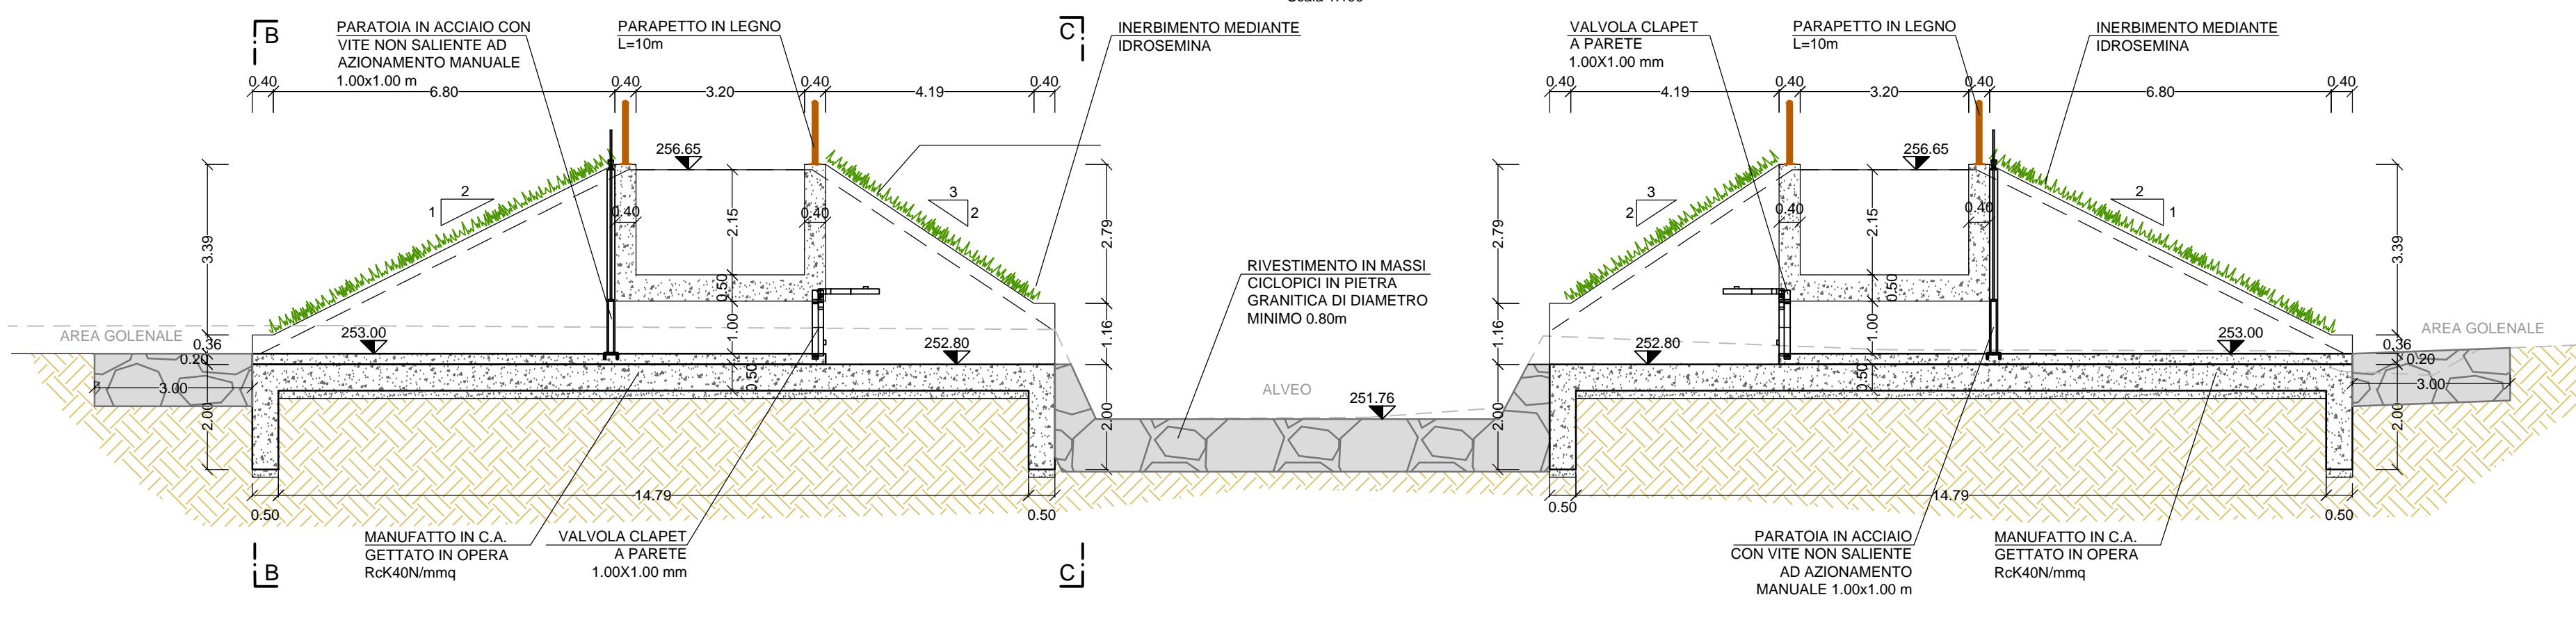 B
PARATOIA IN ACCIAIO CON
VITE NON SALIENTE AD
AZIONAMENTO MANUALE
1.00x1.00 m
PARAPETTO IN LEGNO
L=10m
C
INERBIMENTO MEDIANTE
IDROSEMINA
VALVOLA CLAPET
A PARETE
1.00X1.00 mm
PARAPETTO IN LEGNO
L=10m
INERBIMENTO MEDIANTE
IDROSEMINA
0.40 6.80 0.40 3.20 0.40 4.19 0.40
0.40 4.19 0.40 3.20 0.40 6.80 0.40
256.65
256.65
2
1
3
2
3
2
2
1
0.40 0.40
0.40 0.40
2.15
2.15
3.39
2.79
2.79
3.39
0.50
0.50
RIVESTIMENTO IN MASSI
CICLOPICI IN PIETRA
GRANITICA DI DIAMETRO
MINIMO 0.80m
AREA GOLENALE
AREA GOLENALE
253.00
252.80
252.80
253.00
0.36
0.20
1.00
1.16
1.16
1.00
0.36
0.20
3.00
0.50
0.50
3.00
2.00
2.00
2.00
2.00
ALVEO
251.76
14.79
14.79
0.50
0.50
0.50
0.50
MANUFATTO IN C.A.
GETTATO IN OPERA
RcK40N/mmq
VALVOLA CLAPET
A PARETE
1.00X1.00 mm
PARATOIA IN ACCIAIO
CON VITE NON SALIENTE
AD AZIONAMENTO
MANUALE 1.00x1.00 m
MANUFATTO IN C.A.
GETTATO IN OPERA
RcK40N/mmq
B
C